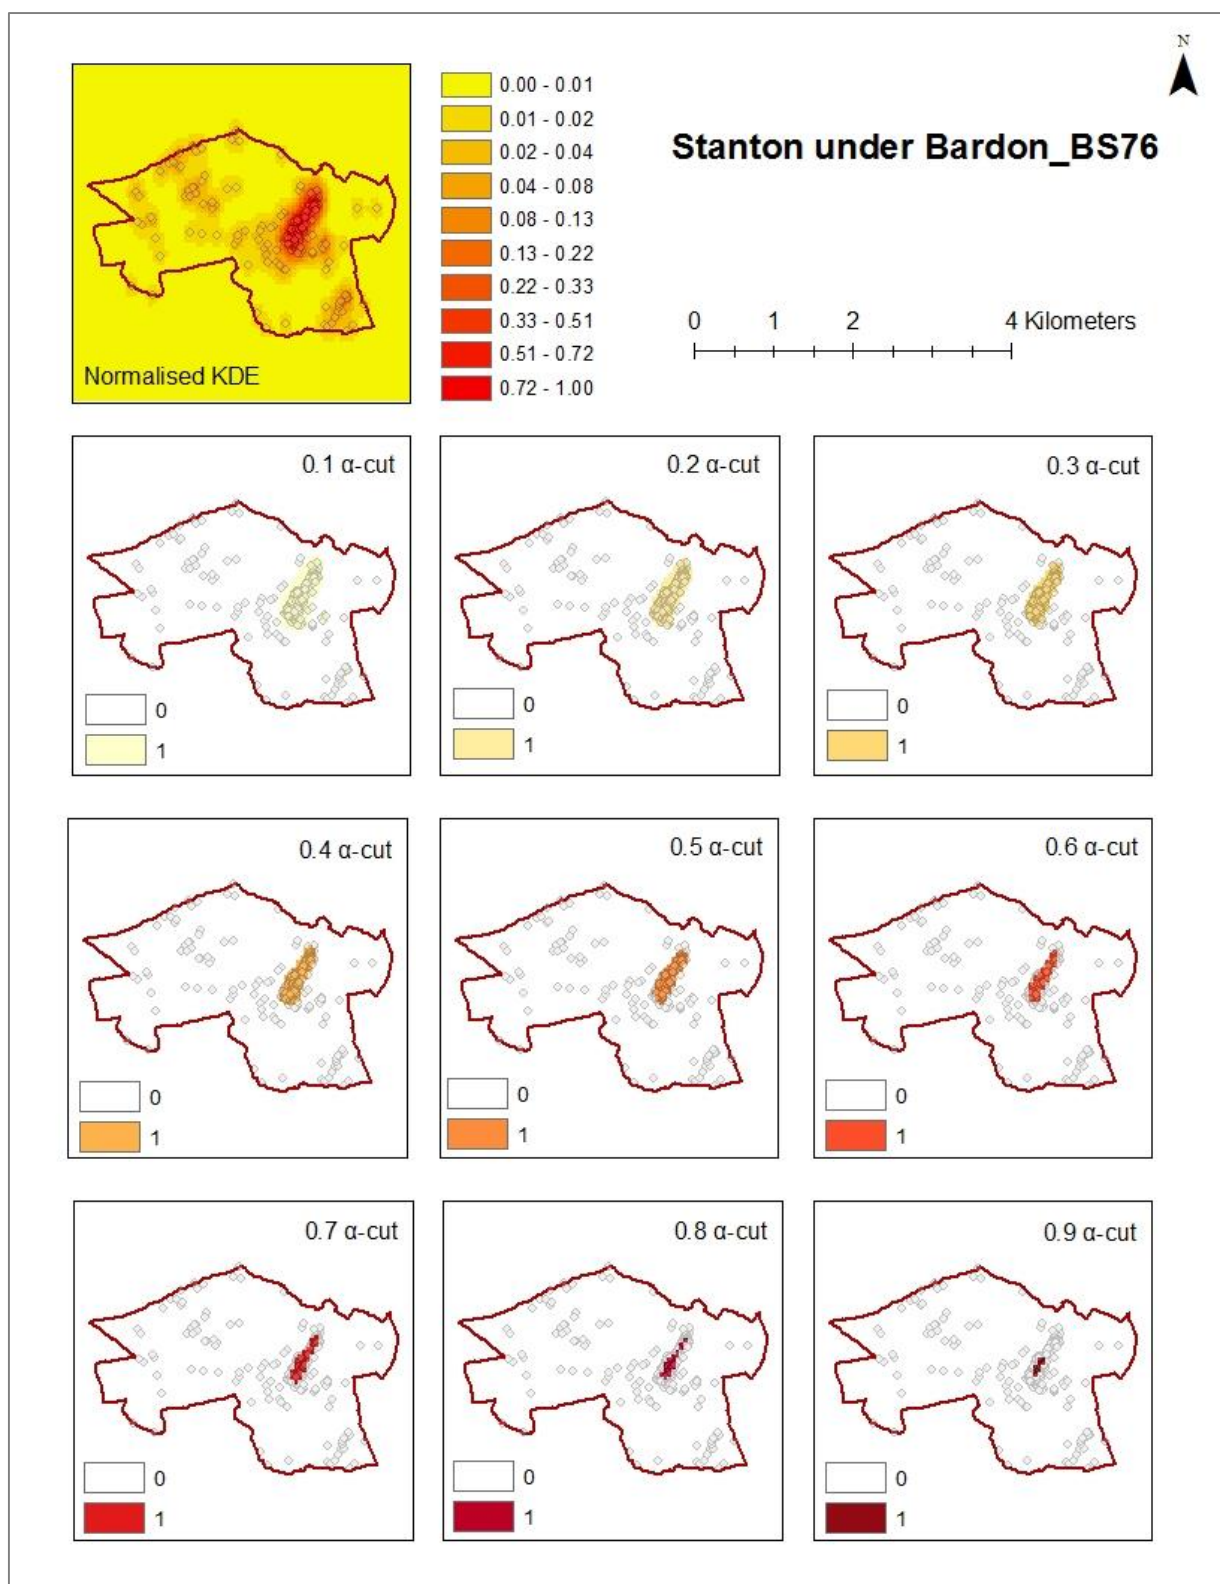 N
Stanton under Bardon_BS76
0.00 - 0.01
0.01 - 0.02
0.02 - 0.04
0.04 - 0.08
0.08 - 0.13
0.13 - 0.22
0.22 - 0.33
0.33 - 0.51
0.51 - 0.72
0.72 - 1.00
Normalised KDE
0 1 2 4 Kilometers
0.1 α-cut
0
1
0.2 α-cut
0
1
0.3 α-cut
0
1
0.4 α-cut
0
1
0.5 α-cut
0
1
0.6 α-cut
0
1
0.7 α-cut
0
1
0.8 α-cut
0
1
0.9 α-cut
0
1